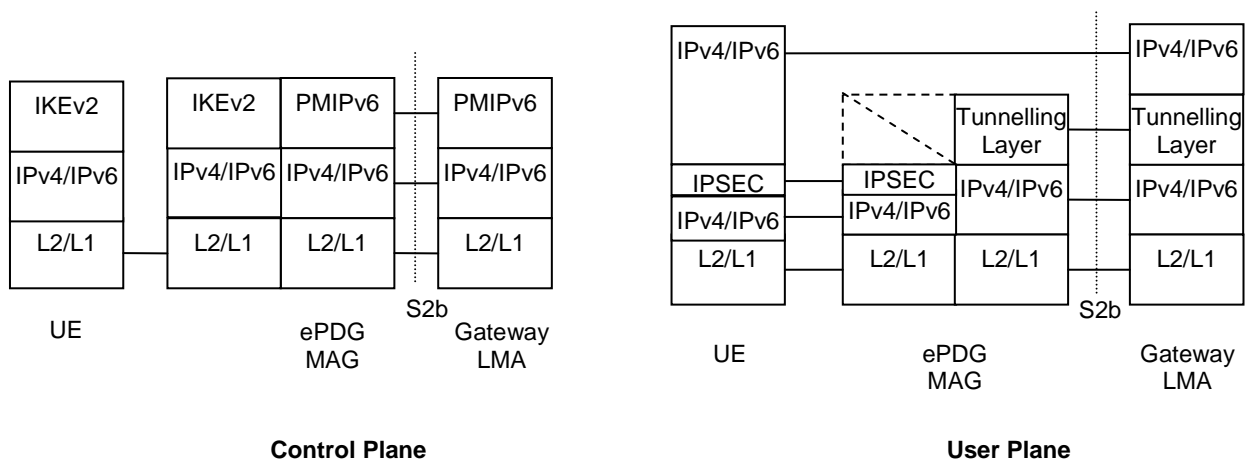 IKEv2 IKEv2 PMIPv6 PMIPv6
IPv4/IPv6 IPv4/IPv6 IPv4/IPv6 IPv4/IPv6
L2/L1 L2/L1 L2/L1 L2/L1
S2b
UE ePDG Gateway
MAG LMA
Control Plane
IPv4/IPv6 IPv4/IPv6
Tunnelling Tunnelling
Layer Layer
IPSEC IPSEC
IPv4/IPv6 IPv4/IPv6 IPv4/IPv6 IPv4/IPv6
L2/L1 L2/L1 L2/L1 L2/L1
S2b
UE ePDG Gateway
MAG LMA
User Plane